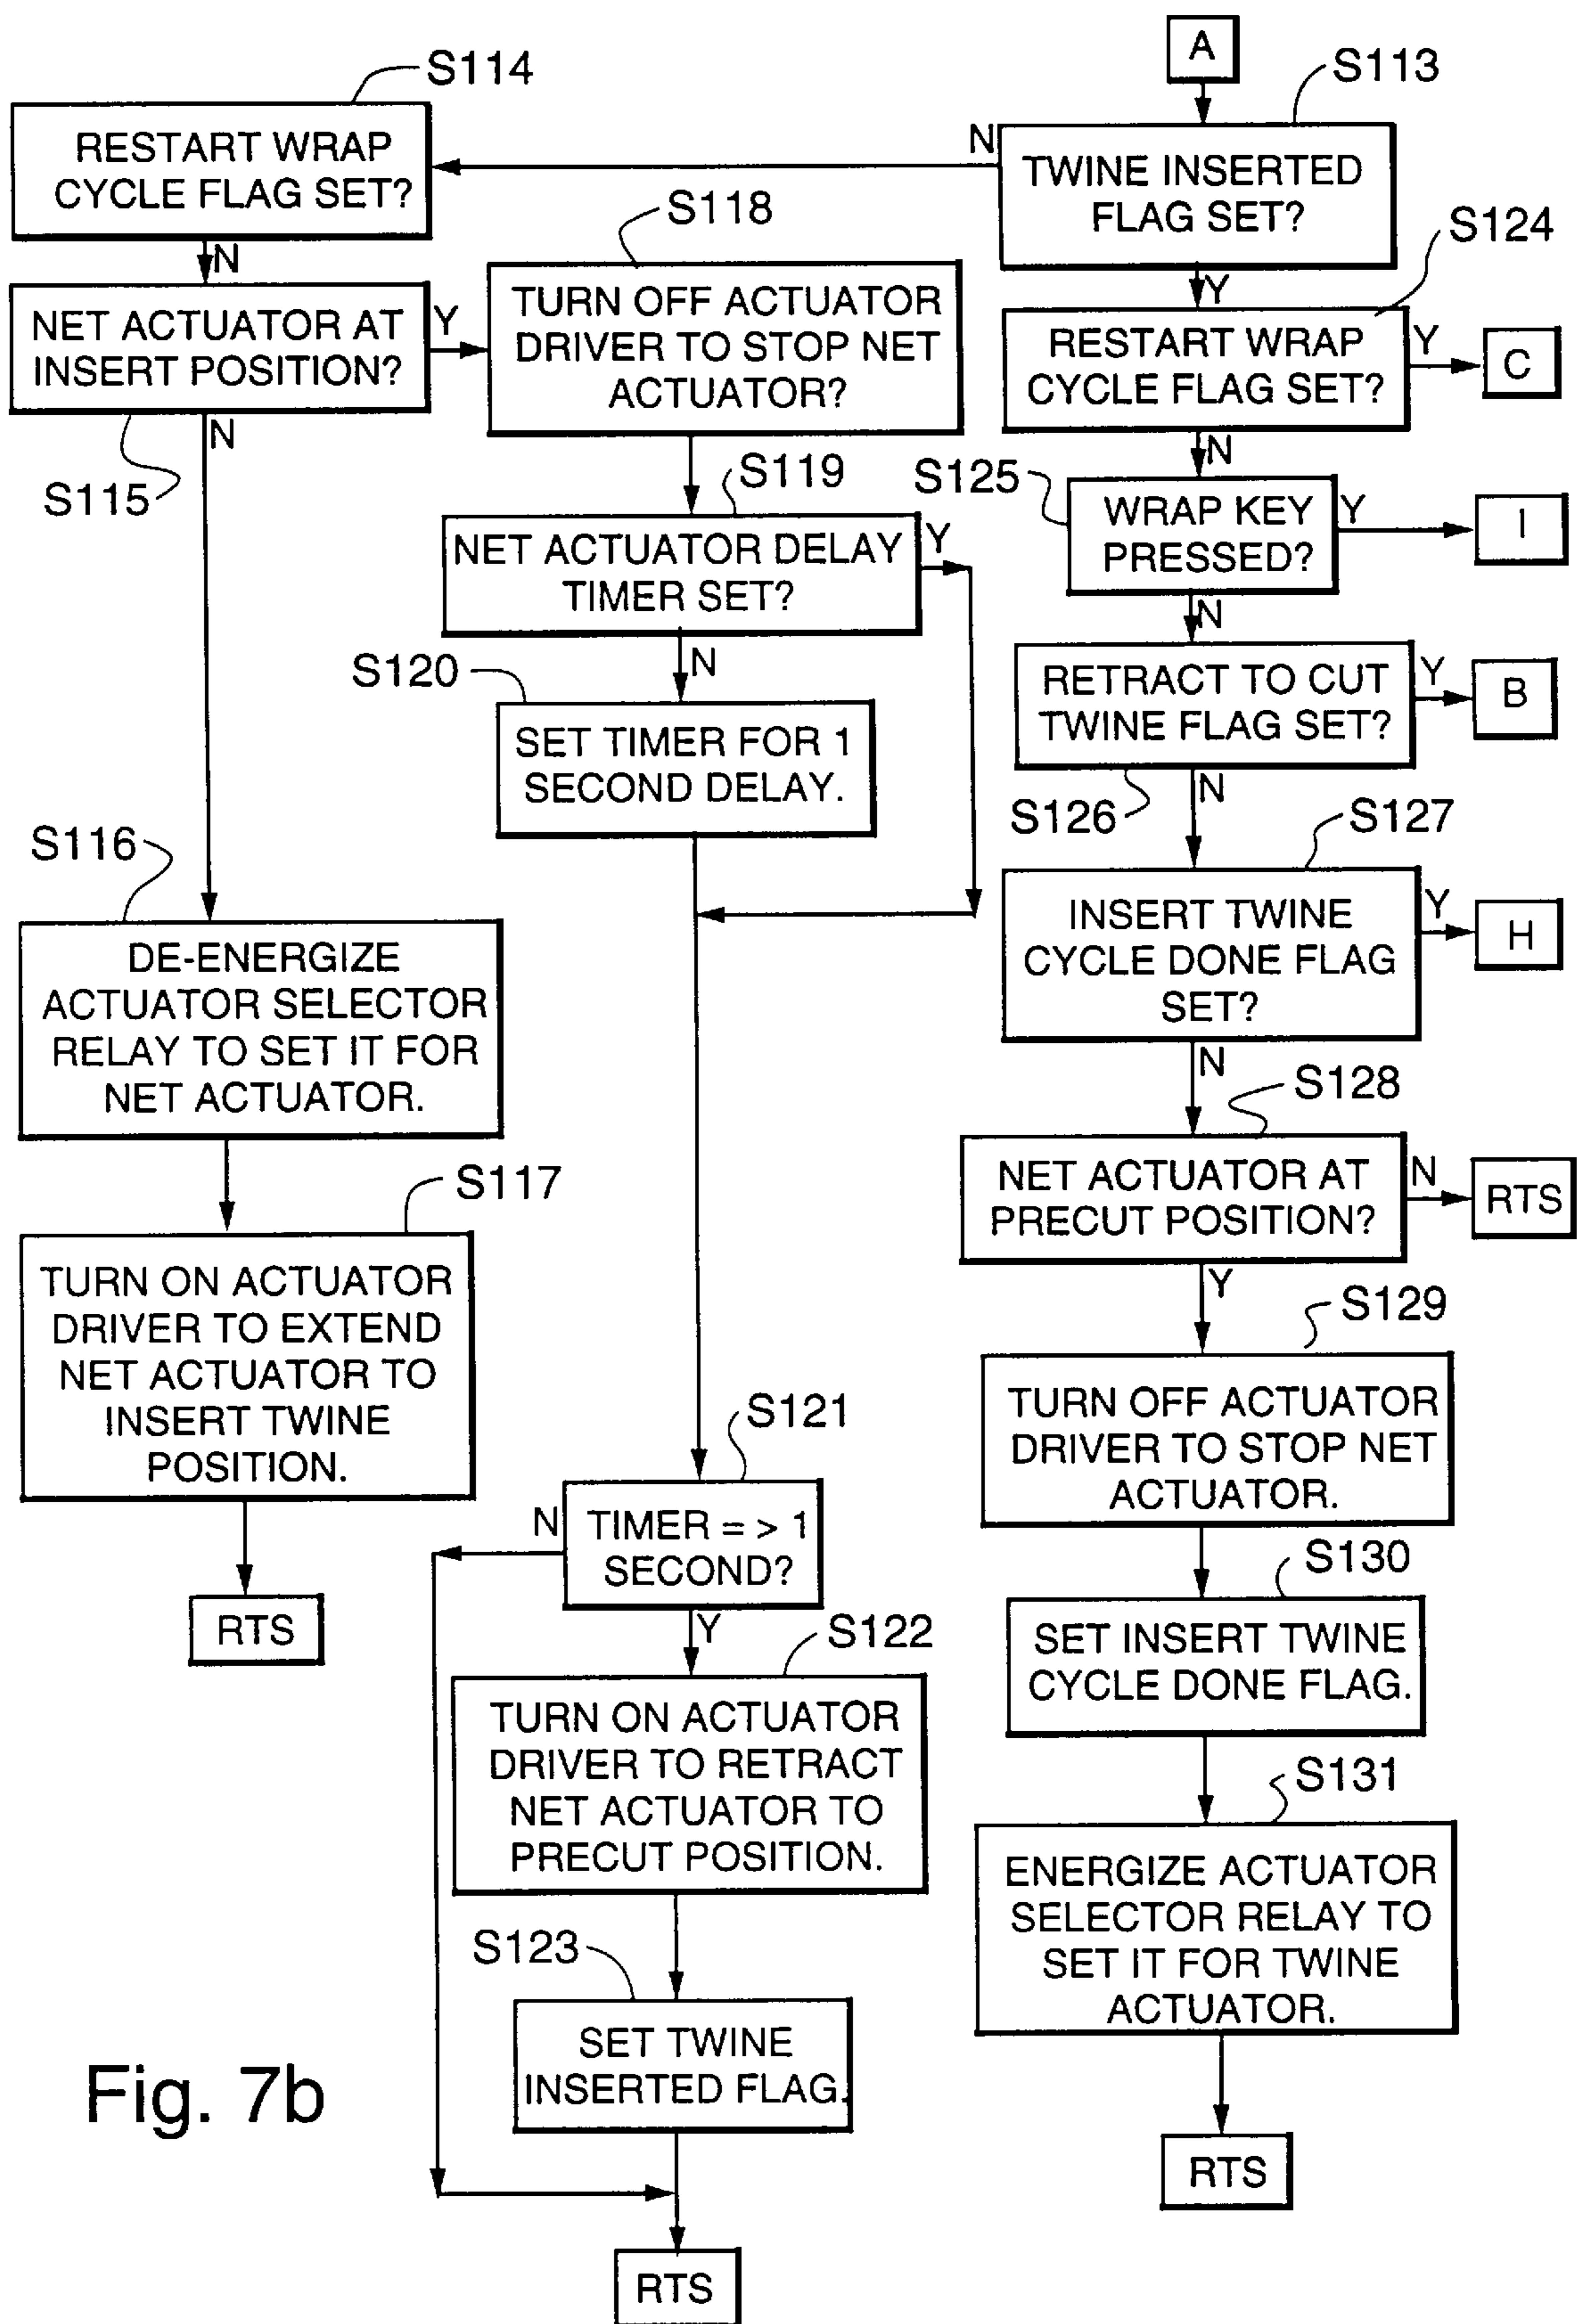 A
S113
N
TWINE INSERTED
FLAG SET?
Y
S114
RESTART WRAP
CYCLE FLAG SET?
N
NET ACTUATOR AT
INSERT POSITION?
Y
N
S115
S116
DE-ENERGIZE
ACTUATOR SELECTOR
RELAY TO SET IT FOR
NET ACTUATOR.
S117
TURN ON ACTUATOR
DRIVER TO EXTEND
NET ACTUATOR TO
INSERT TWINE
POSITION.
RTS
S118
TURN OFF ACTUATOR
DRIVER TO STOP NET
ACTUATOR?
S119
NET ACTUATOR DELAY
TIMER SET?
Y
N
S120
SET TIMER FOR 1
SECOND DELAY.
S121
N
TIMER = > 1
SECOND?
Y
S122
TURN ON ACTUATOR
DRIVER TO RETRACT
NET ACTUATOR TO
PRECUT POSITION.
S123
SET TWINE
INSERTED FLAG.
RTS
S124
RESTART WRAP
CYCLE FLAG SET?
Y
C
N
S125
WRAP KEY
PRESSED?
Y
I
N
RETRACT TO CUT
TWINE FLAG SET?
Y
B
S126
N
S127
INSERT TWINE
CYCLE DONE FLAG
SET?
Y
H
N
S128
NET ACTUATOR AT
PRECUT POSITION?
N
RTS
Y
S129
TURN OFF ACTUATOR
DRIVER TO STOP NET
ACTUATOR.
S130
SET INSERT TWINE
CYCLE DONE FLAG.
S131
ENERGIZE ACTUATOR
SELECTOR RELAY TO
SET IT FOR TWINE
ACTUATOR.
RTS
Fig. 7b